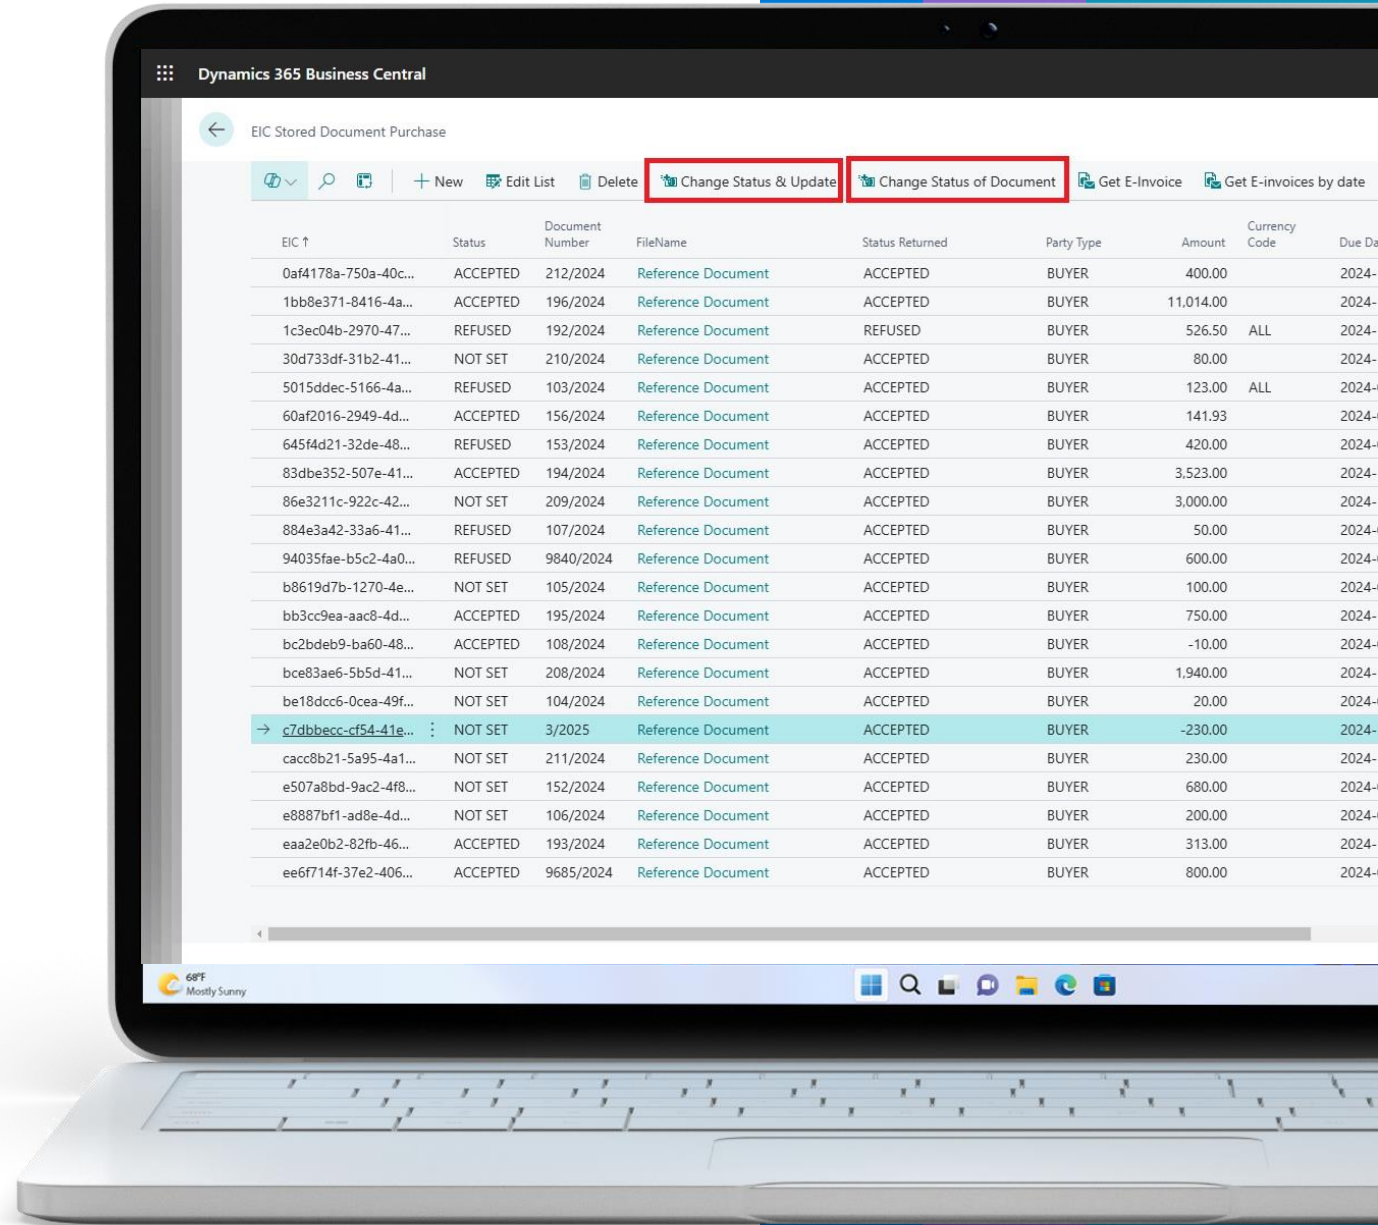 Dynamics 365 Business Central
EIC Stored Document Purchase
New Edit List Delete Change Status & Update Change Status of Document Get E-Invoice Get E-invoices by date
EIC ↑ Status Document Number FileName Status Returned Party Type Amount Currency Code Due Da
0af4178a-750a-40c... ACCEPTED 212/2024 Reference Document ACCEPTED BUYER 400.00 2024-
1bb8e371-8416-4a... ACCEPTED 196/2024 Reference Document ACCEPTED BUYER 11,014.00 2024-
1c3ec04b-2970-47... REFUSED 192/2024 Reference Document REFUSED BUYER 526.50 ALL 2024-
30d733df-31b2-41... NOT SET 210/2024 Reference Document ACCEPTED BUYER 80.00 2024-
5015ddec-5166-4a... REFUSED 103/2024 Reference Document ACCEPTED BUYER 123.00 ALL 2024-
60af2016-2949-4d... ACCEPTED 156/2024 Reference Document ACCEPTED BUYER 141.93 2024-
645f4d21-32de-48... REFUSED 153/2024 Reference Document ACCEPTED BUYER 420.00 2024-
83dbe352-507e-41... ACCEPTED 194/2024 Reference Document ACCEPTED BUYER 3,523.00 2024-
86e3211c-922c-42... NOT SET 209/2024 Reference Document ACCEPTED BUYER 3,000.00 2024-
884e3a42-33a6-41... REFUSED 107/2024 Reference Document ACCEPTED BUYER 50.00 2024-
94035fae-b5c2-4a0... REFUSED 9840/2024 Reference Document ACCEPTED BUYER 600.00 2024-
b8619d7b-1270-4e... NOT SET 105/2024 Reference Document ACCEPTED BUYER 100.00 2024-
bb3cc9ea-aac8-4d... ACCEPTED 195/2024 Reference Document ACCEPTED BUYER 750.00 2024-
bc2bdeb9-ba60-48... ACCEPTED 108/2024 Reference Document ACCEPTED BUYER -10.00 2024-
bce83ae6-5b5d-41... NOT SET 208/2024 Reference Document ACCEPTED BUYER 1,940.00 2024-
be18dcc6-0cea-49f... NOT SET 104/2024 Reference Document ACCEPTED BUYER 20.00 2024-
c7dbbecc-cf54-41e... NOT SET 3/2025 Reference Document ACCEPTED BUYER -230.00 2024-
cacc8b21-5a95-4a1... NOT SET 211/2024 Reference Document ACCEPTED BUYER 230.00 2024-
e507a8bd-9ac2-4f8... NOT SET 152/2024 Reference Document ACCEPTED BUYER 680.00 2024-
e8887bf1-ad8e-4d... NOT SET 106/2024 Reference Document ACCEPTED BUYER 200.00 2024-
eaa2e0b2-82fb-46... ACCEPTED 193/2024 Reference Document ACCEPTED BUYER 313.00 2024-
ee6f714f-37e2-406... ACCEPTED 9685/2024 Reference Document ACCEPTED BUYER 800.00 2024-
68°F
Mostly Sunny